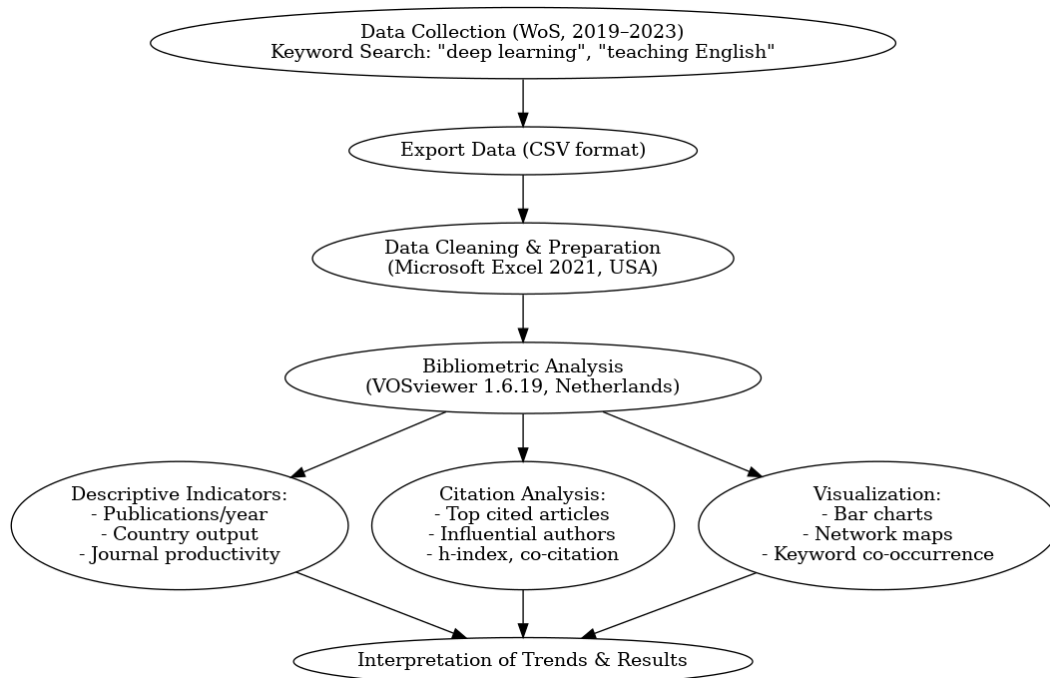 Data Collection (WoS, 2019–2023)
Keyword Search: "deep learning", "teaching English"
Export Data (CSV format)
Data Cleaning & Preparation
(Microsoft Excel 2021, USA)
Bibliometric Analysis
(VOSviewer 1.6.19, Netherlands)
Descriptive Indicators:
- Publications/year
- Country output
- Journal productivity
Citation Analysis:
- Top cited articles
- Influential authors
- h-index, co-citation
Visualization:
- Bar charts
- Network maps
- Keyword co-occurrence
Interpretation of Trends & Results